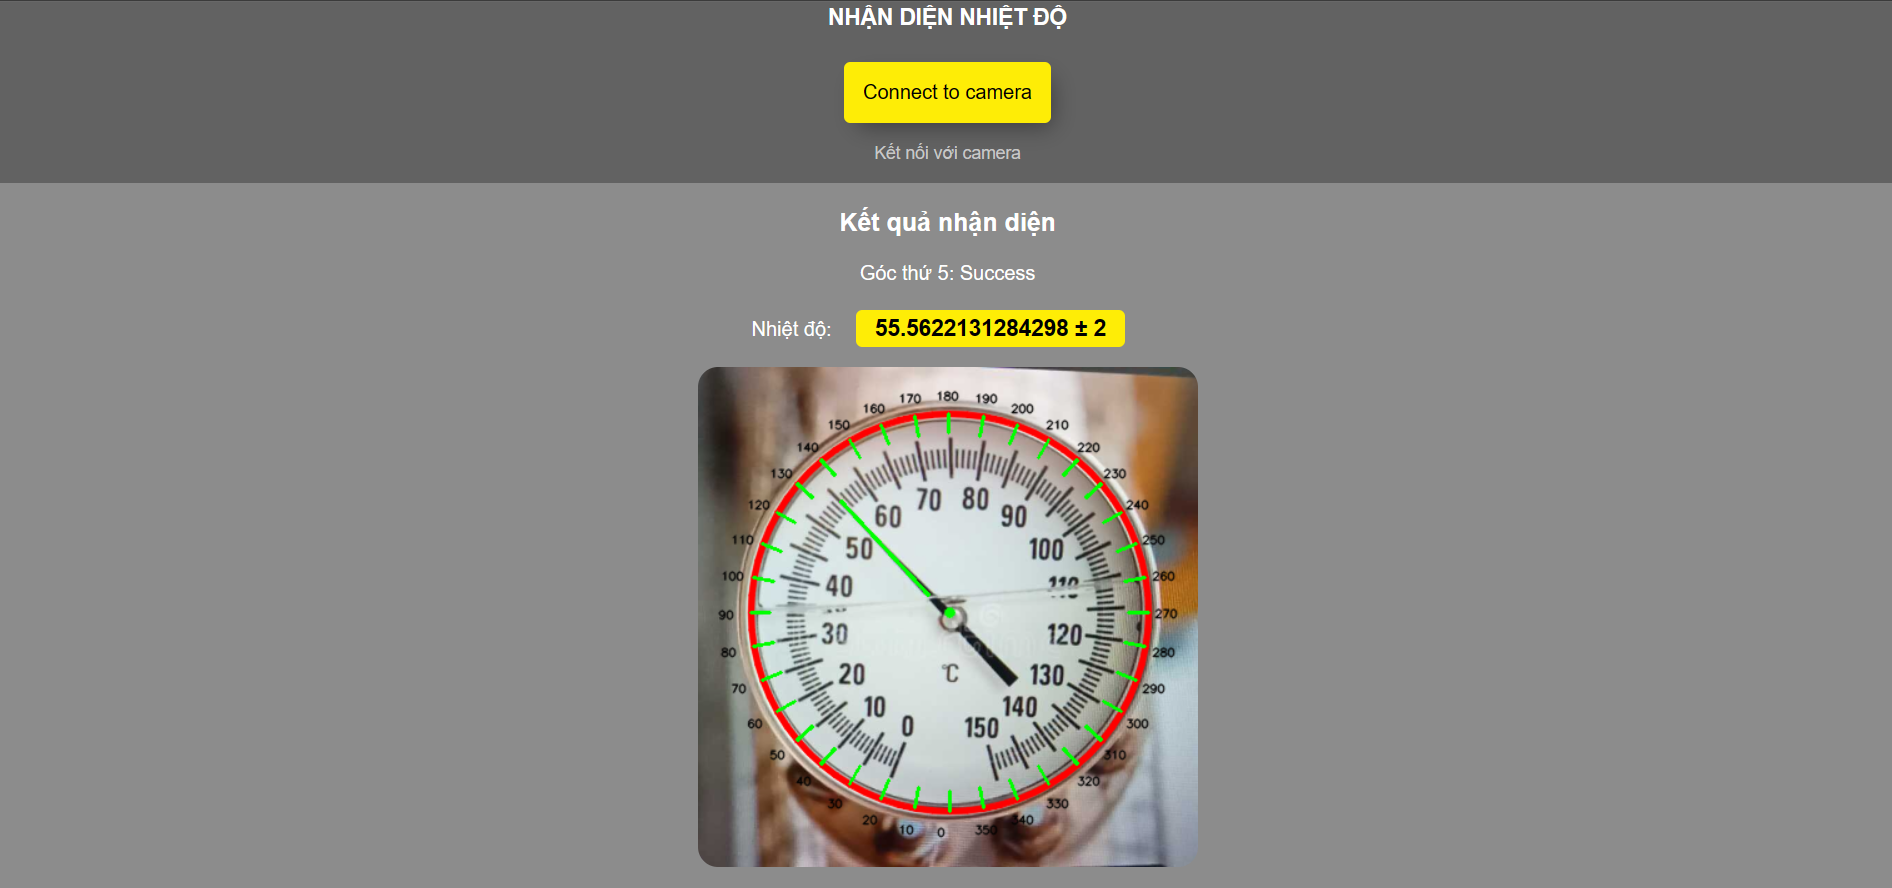 NHẬN DIỆN NHIỆT ĐỘ
Connect to camera
Kết nối với camera
Kết quả nhận diện
Góc thứ 5: Success
Nhiệt độ: 55.5622131284298 ± 2
170 180 190
160 200
150 210
140 220
130 230
120 240
110 250
100 260
90 270
80 280
70 290
60 300
50 310
40 320
30 330
20 340
10 0 350
70 80
60 90
50 100
40 110
30 120
°C
20 130
10 140
0 150